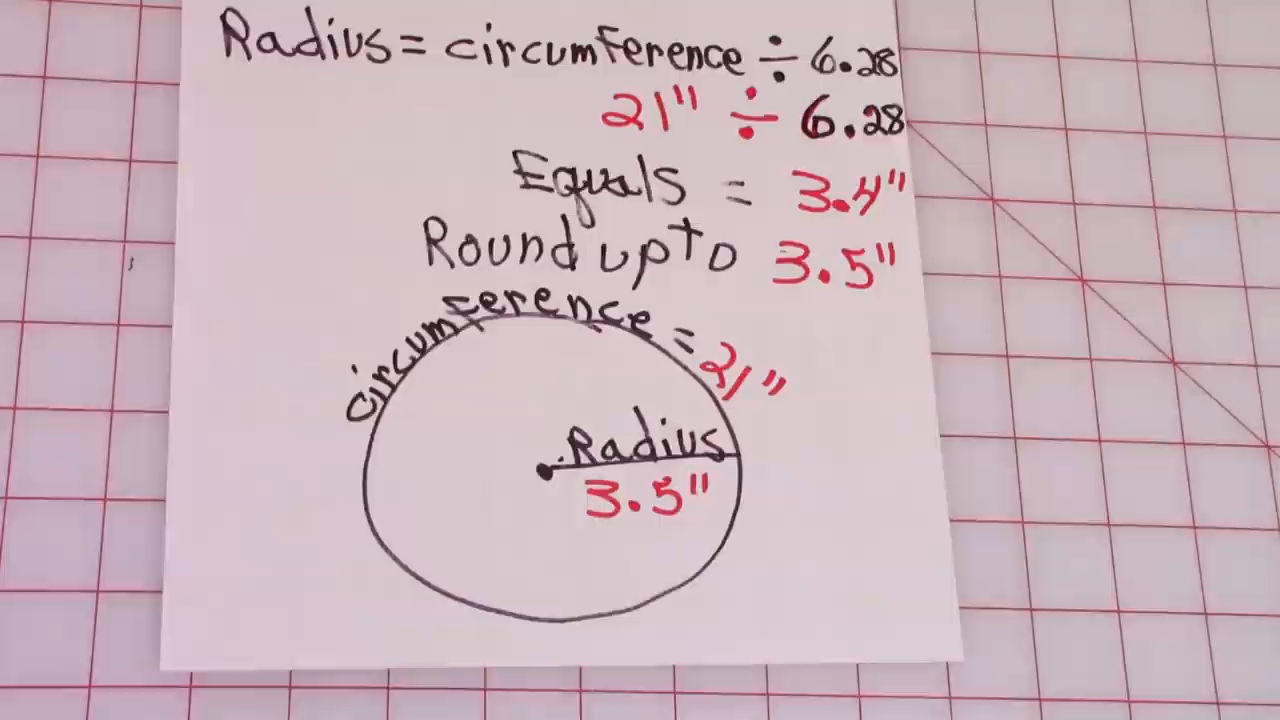 Radius = circumference ÷ 6.28
21" ÷ 6.28
Equals = 3.4"
Round up to 3.5"
circumference = 21"
Radius
3.5"